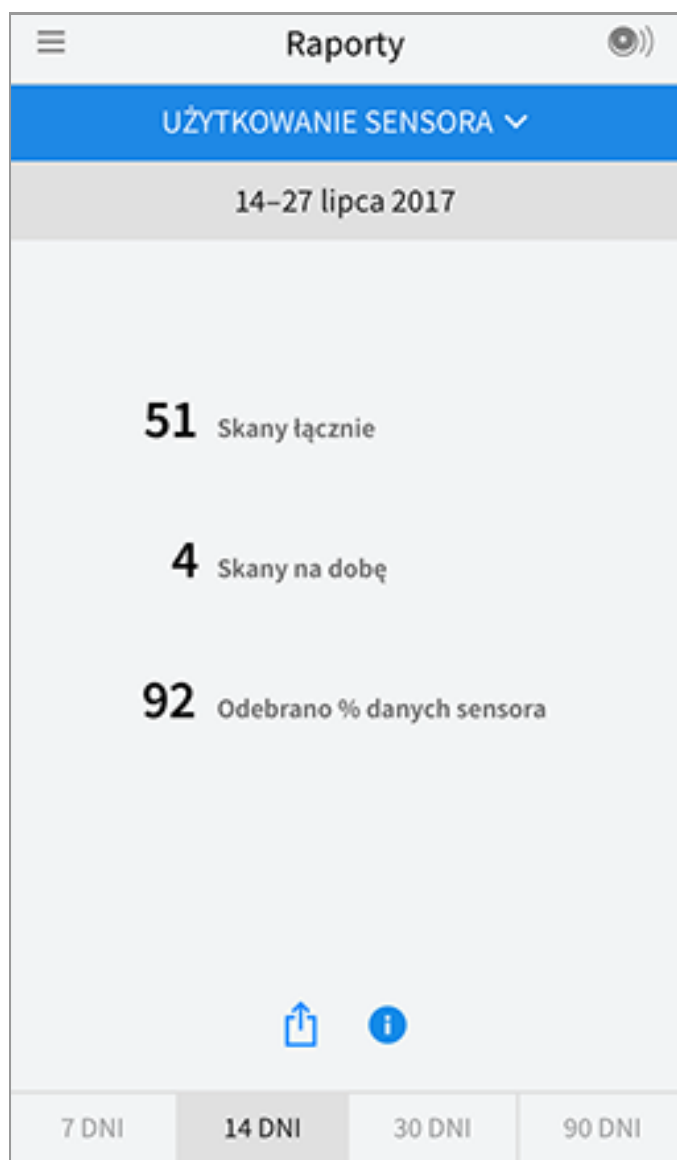 Raporty
UŻYTKOWANIE SENSORA
14–27 lipca 2017
51 Skany łącznie
4 Skany na dobę
92 Odebrano % danych sensora
7 DNI 14 DNI 30 DNI 90 DNI